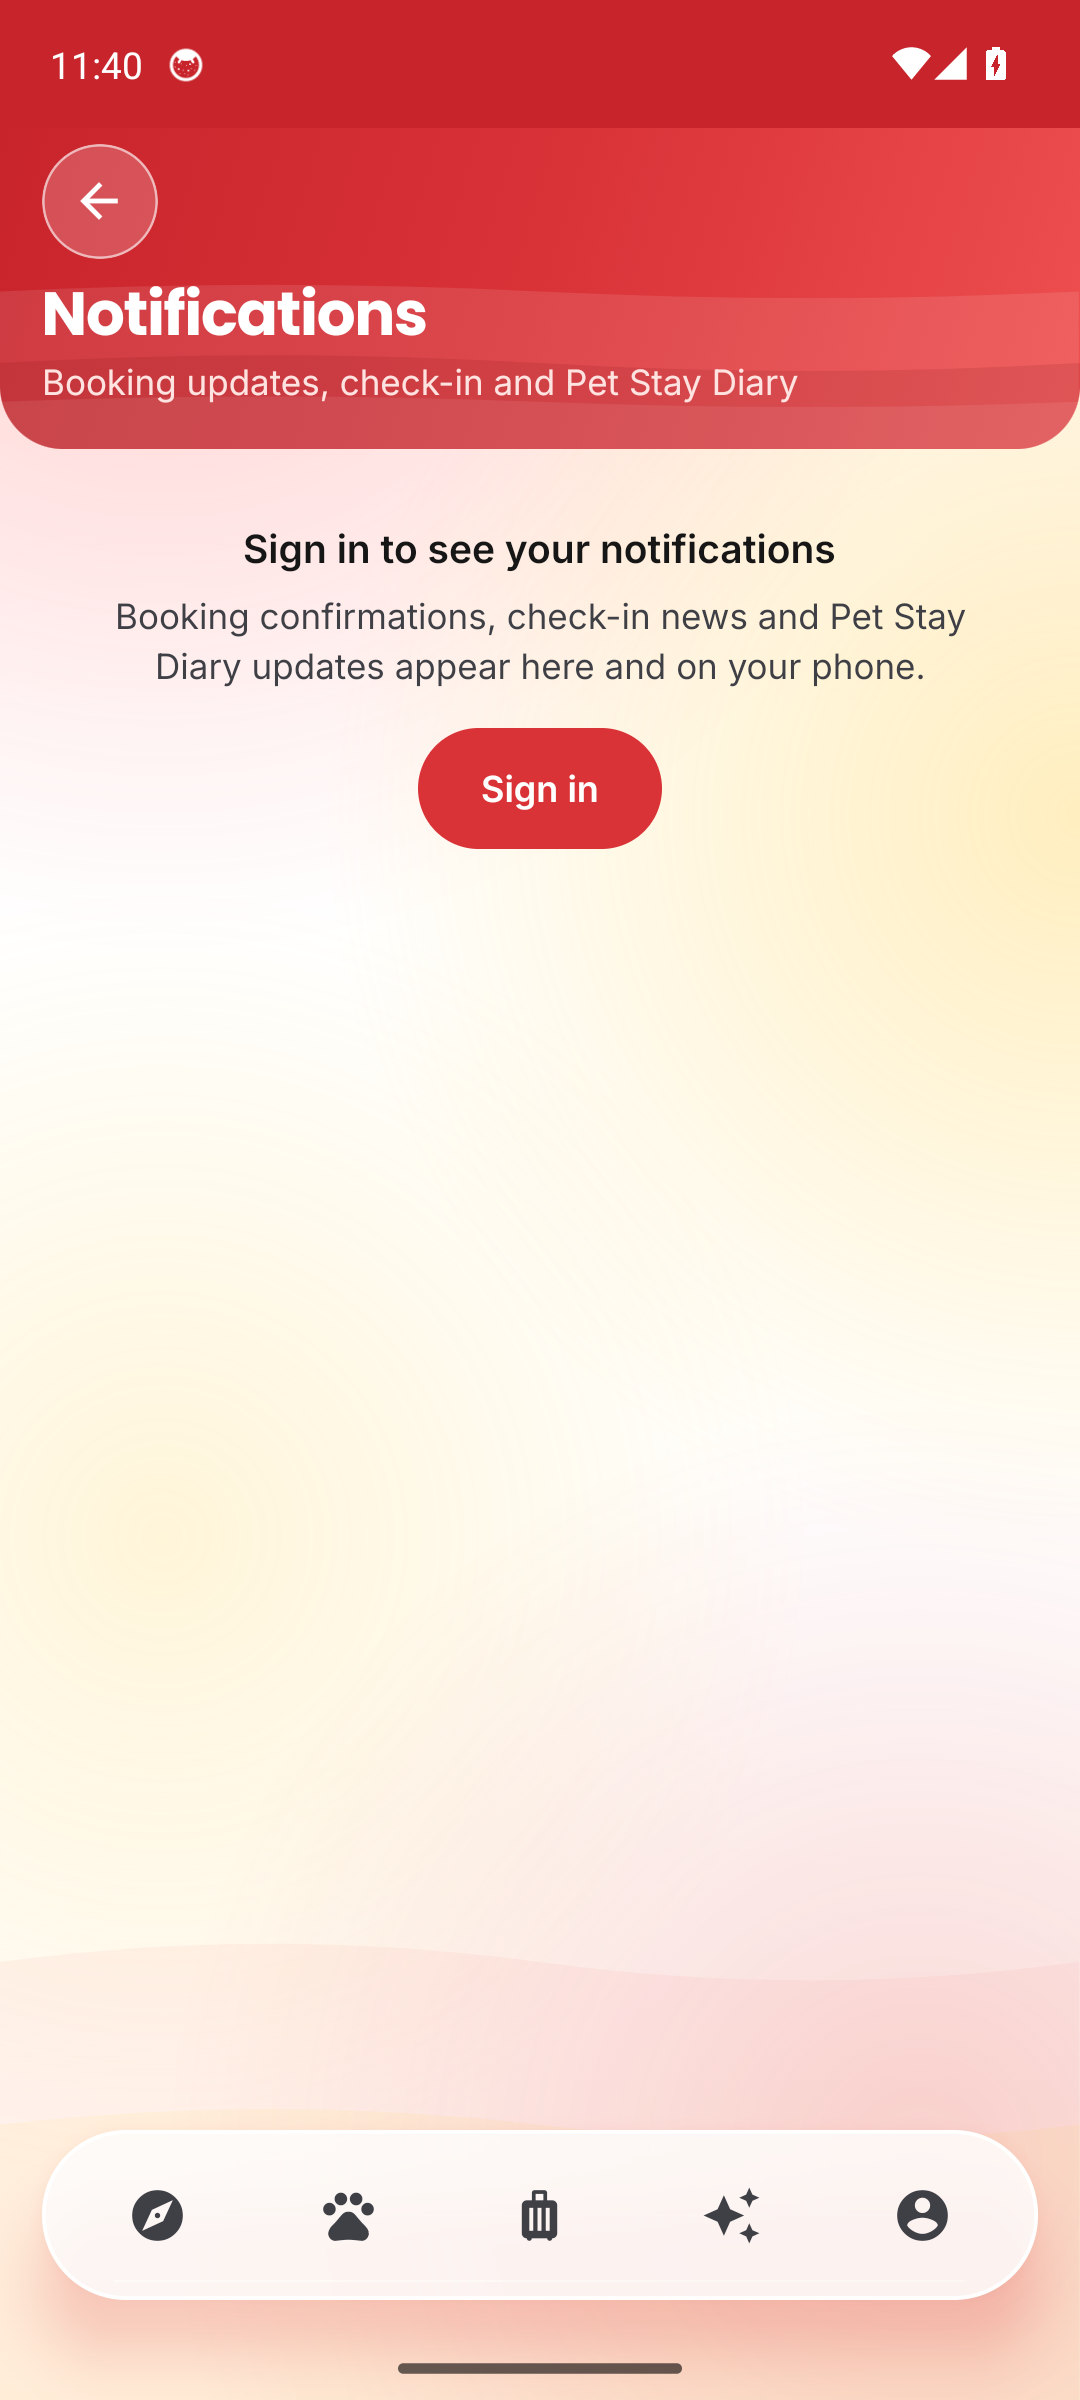 11:40
Notifications
Booking updates, check-in and Pet Stay Diary
Sign in to see your notifications
Booking confirmations, check-in news and Pet Stay
Diary updates appear here and on your phone.
Sign in